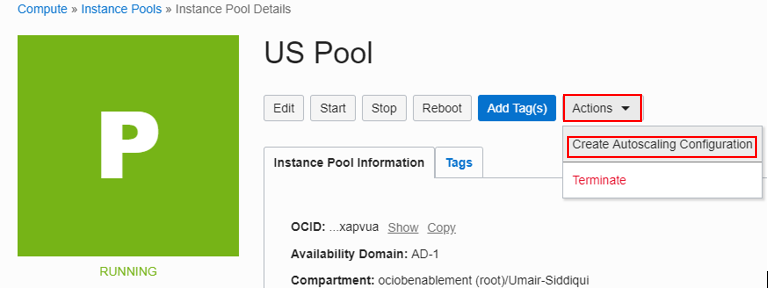 Compute » Instance Pools » Instance Pool Details
P
US Pool
Edit Start Stop Reboot Add Tag(s) Actions
Create Autoscaling Configuration
Terminate
Instance Pool Information Tags
OCID: ...xapvua Show Copy
Availability Domain: AD-1
Compartment: ociobenablement (root)/Umair-Siddiqui
RUNNING